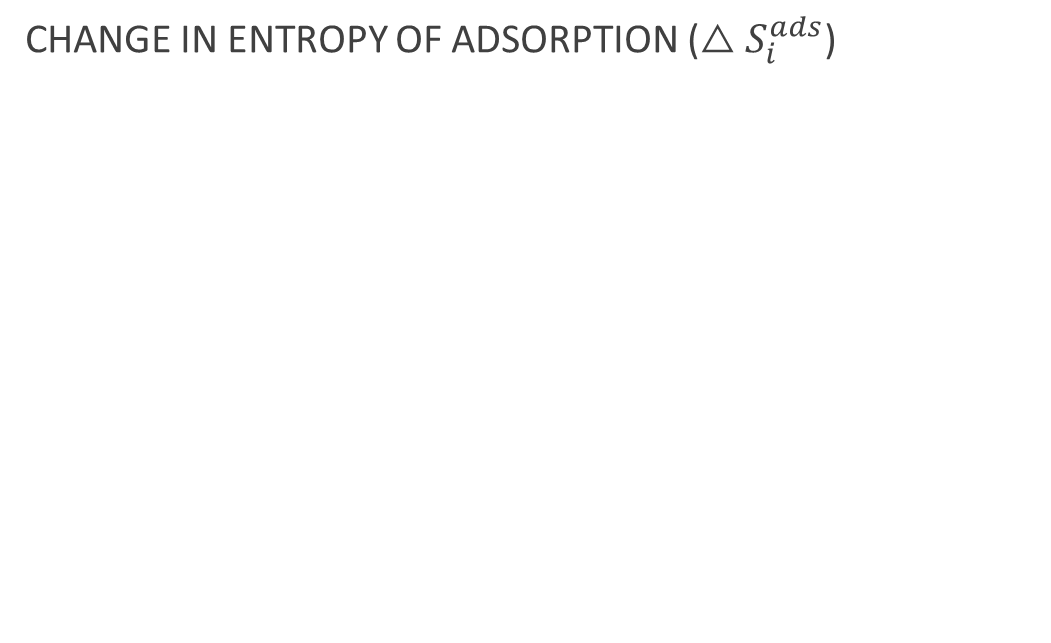 CHANGE IN ENTROPY OF ADSORPTION (△ $S_i^{ads}$)